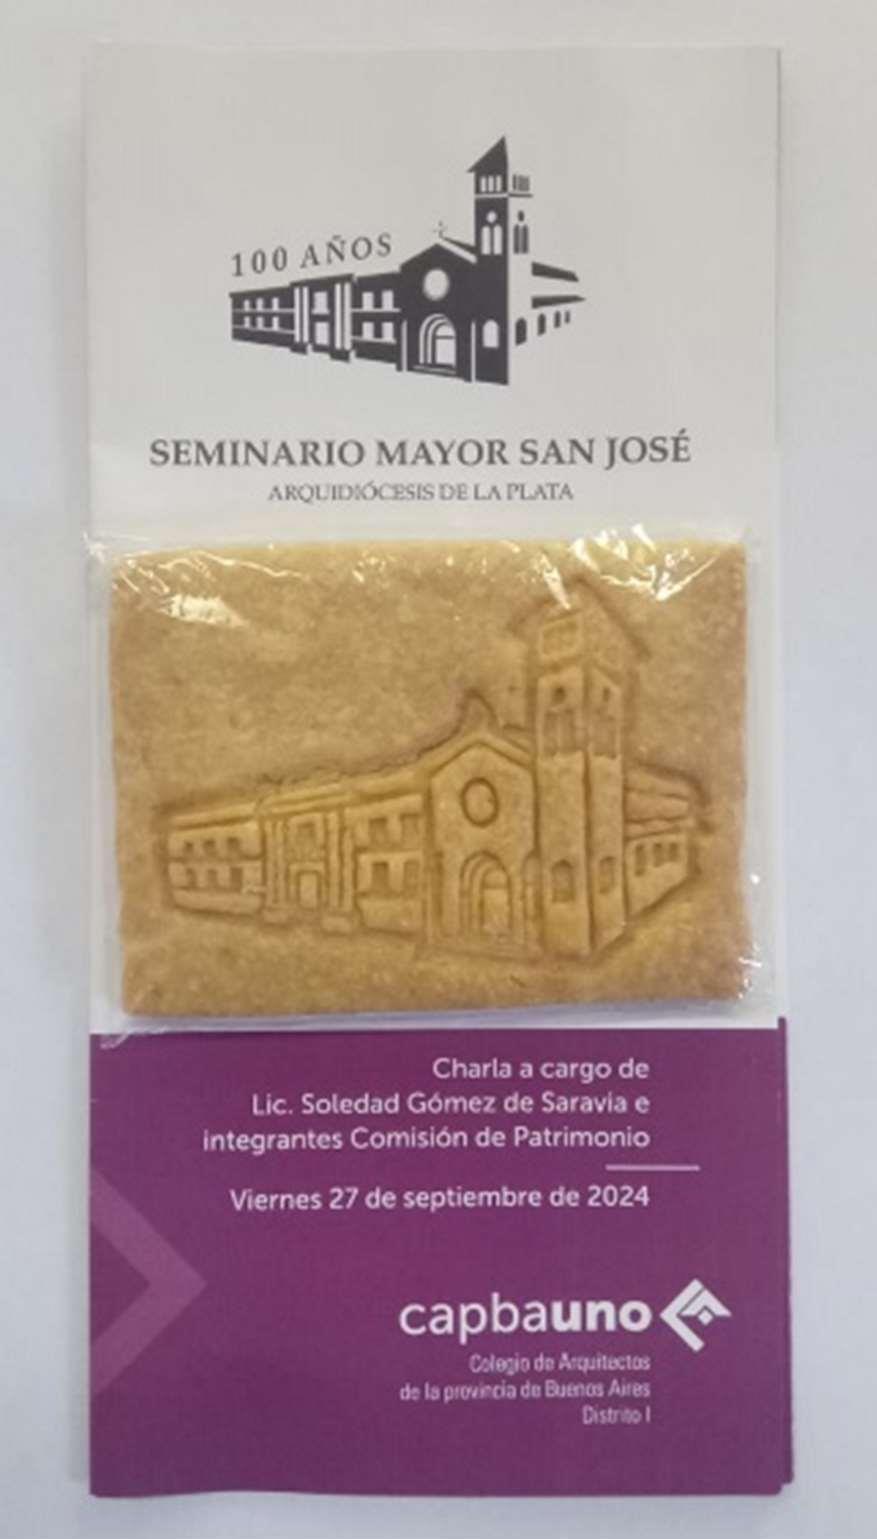 100 AÑOS
SEMINARIO MAYOR SAN JOSÉ
ARQUIDIÓCESIS DE LA PLATA
Charla a cargo de
Lic. Soledad Gómez de Saravia e
integrantes Comisión de Patrimonio
Viernes 27 de septiembre de 2024
capbauno
Colegio de Arquitectos
de la provincia de Buenos Aires
Distrito I